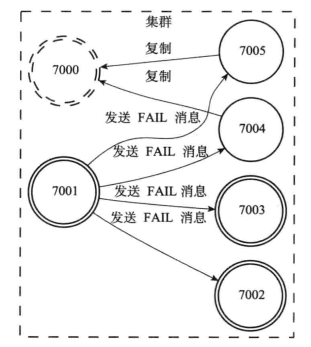 集群
复制
7005
7000
复制
发送 FAIL 消息
7004
发送 FAIL 消息
7001
发送 FAIL 消息
7003
发送 FAIL 消息
7002